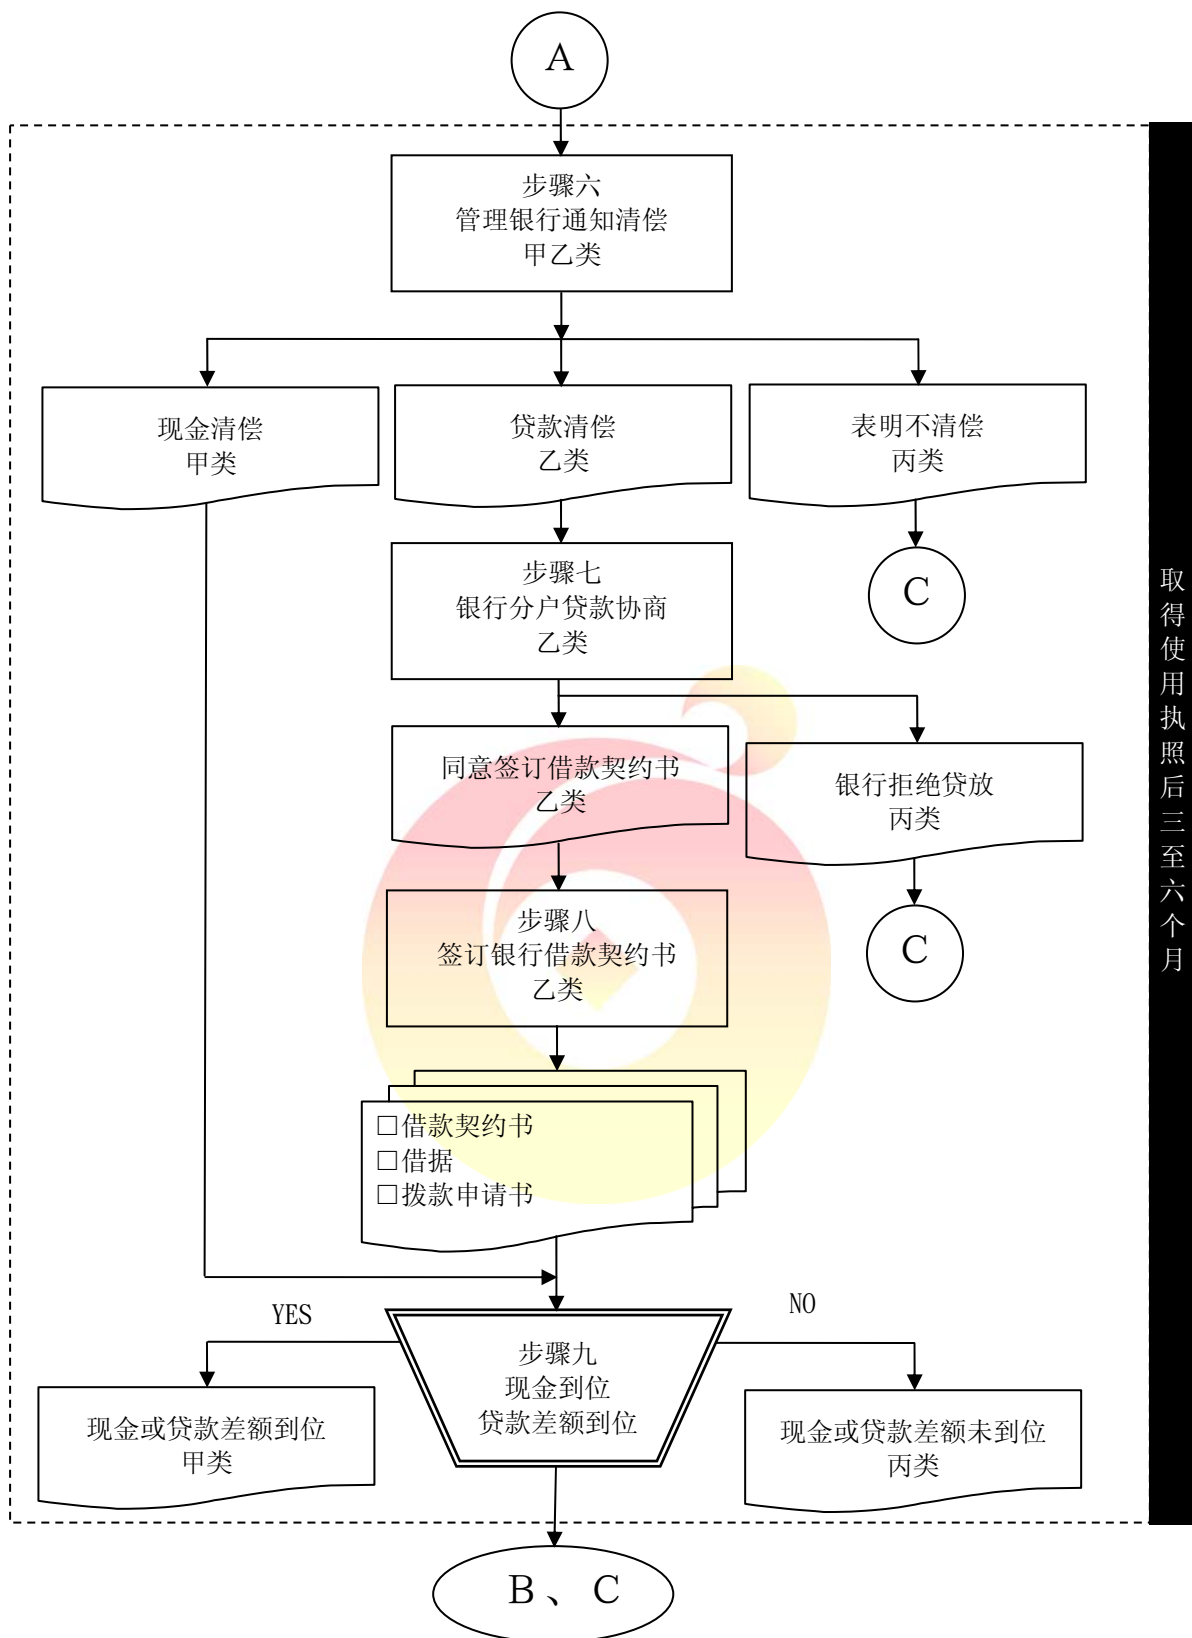 A
步骤六
管理银行通知清偿
甲乙类
现金清偿
甲类
贷款清偿
乙类
表明不清偿
丙类
步骤七
银行分户贷款协商
乙类
C
同意签订借款契约书
乙类
银行拒绝贷放
丙类
步骤八
签订银行借款契约书
乙类
C
□借款契约书
□借据
□拨款申请书
YES
NO
步骤九
现金到位
贷款差额到位
现金或贷款差额到位
甲类
现金或贷款差额未到位
丙类
B、C
取得使用执照后三至六个月